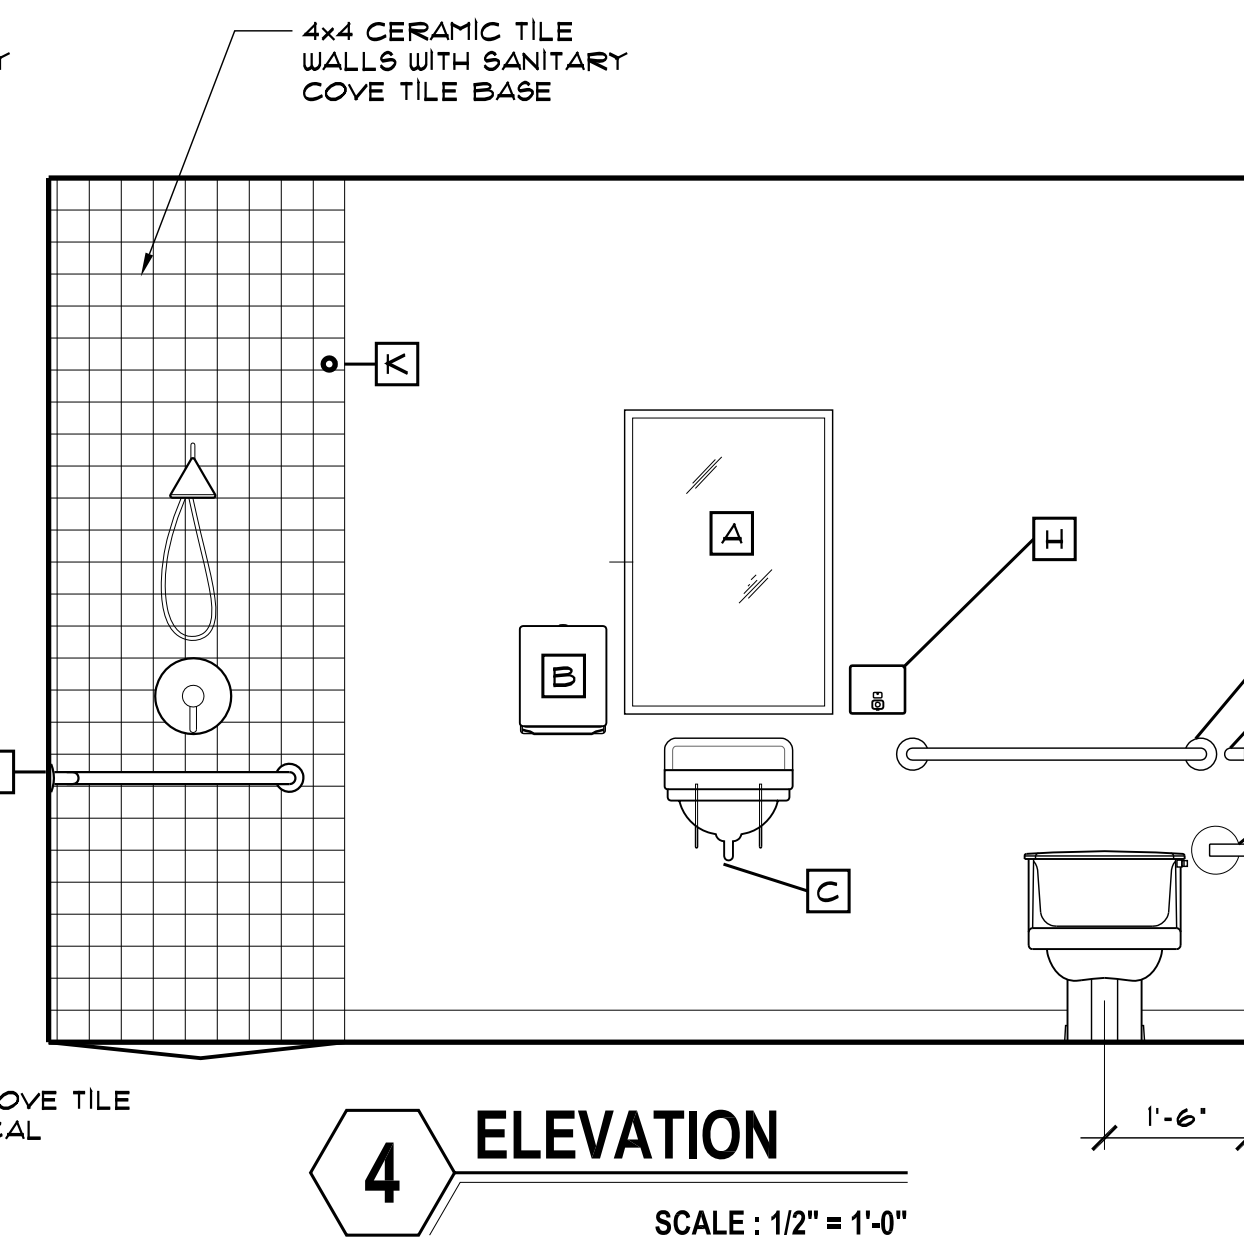 4x4 CERAMIC TILE
WALLS WITH SANITARY
COVE TILE BASE
K
A
H
B
C
TILE
1'-6"
4
ELEVATION
SCALE : 1/2" = 1'-0"